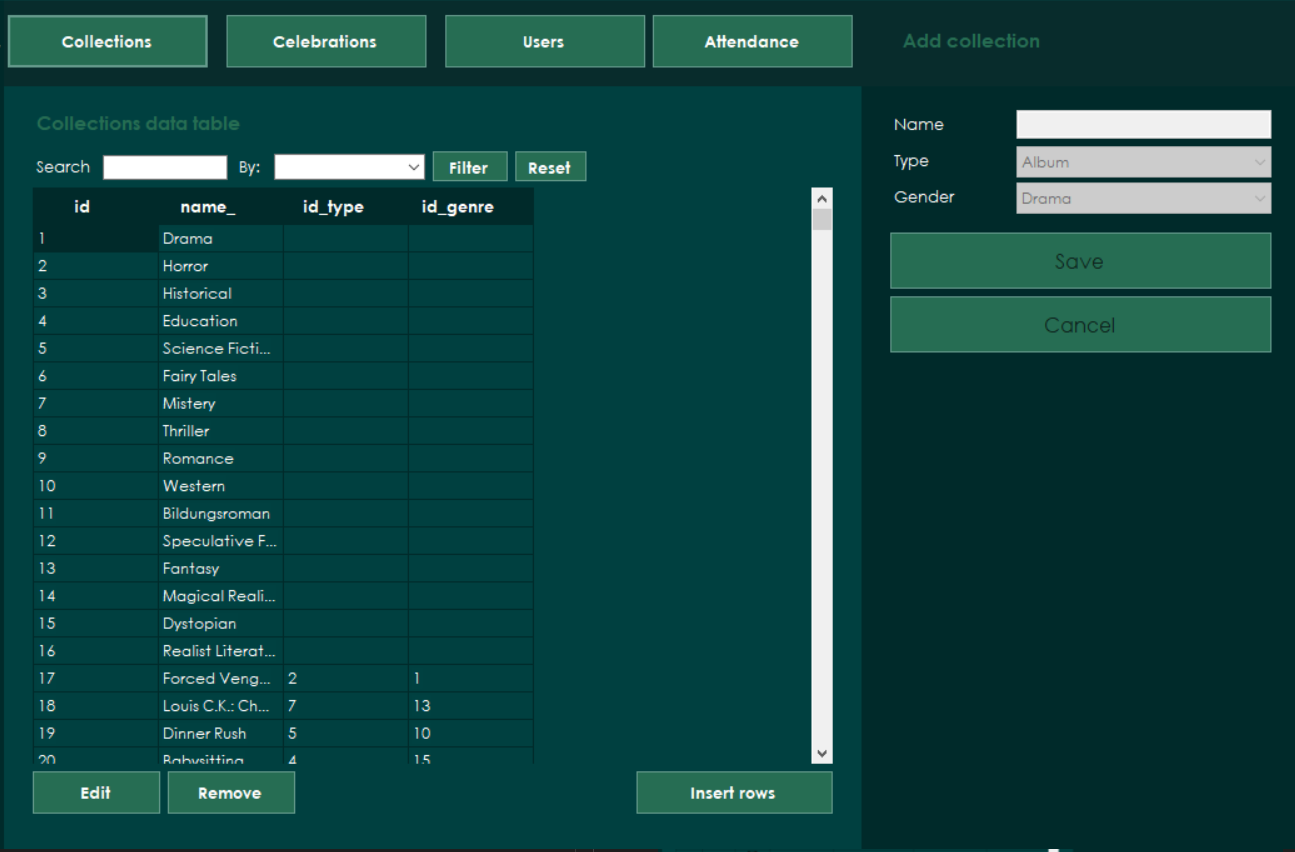 Collections Celebrations Users Attendance Add collection
Collections data table
Search By: Filter Reset
id name_ id_type id_genre
1 Drama
2 Horror
3 Historical
4 Education
5 Science Ficti...
6 Fairy Tales
7 Mistery
8 Thriller
9 Romance
10 Western
11 Bildungsroman
12 Speculative F...
13 Fantasy
14 Magical Reali...
15 Dystopian
16 Realist Literat...
17 Forced Veng... 2 1
18 Louis C.K.: Ch... 7 13
19 Dinner Rush 5 10
20 Babysitting 4 15
Edit Remove Insert rows
Name
Type Album
Gender Drama
Save
Cancel